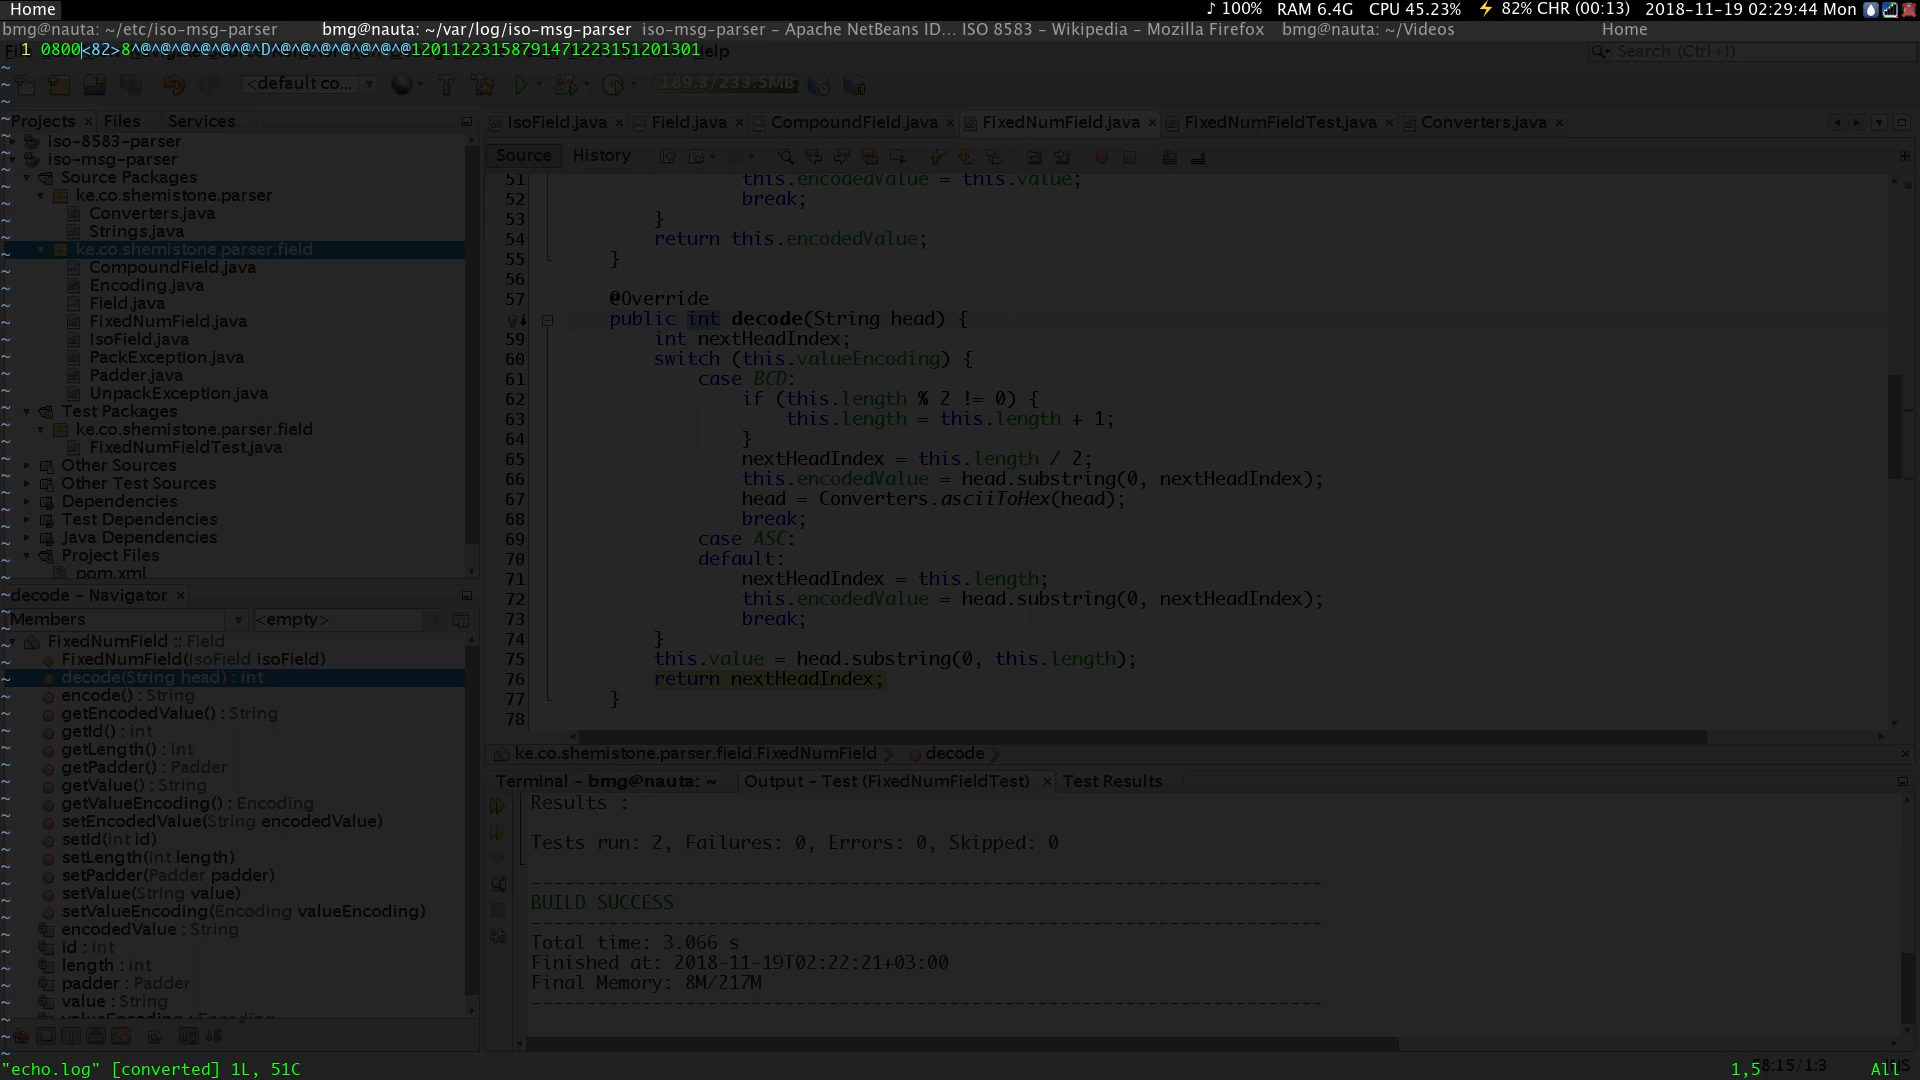 Home
♪ 100% RAM 6.4G CPU 45.23% ⚡ 82% CHR (00:13) 2018-11-19 02:29:44 Mon
bmg@nauta: ~/etc/iso-msg-parser bmg@nauta: ~/var/log/iso-msg-parser iso-msg-parser - Apache NetBeans ID... ISO 8583 - Wikipedia - Mozilla Firefox bmg@nauta: ~/Videos Home
1 0800<82>8^@^@^@^@^@^@^D^@^@^@^@^@^@^@120112231587914712231512013​01
Search (Ctrl+I)
<default co... 189.3/233.5MB
Projects × Files Services
IsoField.java × Field.java × CompoundField.java × FixedNumField.java × FixedNumFieldTest.java × Converters.java ×
iso-8583-parser
iso-msg-parser
Source Packages
ke.co.shemistone.parser
Converters.java
Strings.java
ke.co.shemistone.parser.field
CompoundField.java
Encoding.java
Field.java
FixedNumField.java
IsoField.java
PackException.java
Padder.java
UnpackException.java
Test Packages
ke.co.shemistone.parser.field
FixedNumFieldTest.java
Other Sources
Other Test Sources
Dependencies
Test Dependencies
Java Dependencies
Project Files
pom.xml
Source History
51 this.encodedValue = this.value;
52 break;
53 }
54 return this.encodedValue;
55 }
56
57 @Override
public int decode(String head) {
59 int nextHeadIndex;
60 switch (this.valueEncoding) {
61 case BCD:
62 if (this.length % 2 != 0) {
63 this.length = this.length + 1;
64 }
65 nextHeadIndex = this.length / 2;
66 this.encodedValue = head.substring(0, nextHeadIndex);
67 head = Converters.asciiToHex(head);
68 break;
69 case ASC:
70 default:
71 nextHeadIndex = this.length;
72 this.encodedValue = head.substring(0, nextHeadIndex);
73 break;
74 }
75 this.value = head.substring(0, this.length);
76 return nextHeadIndex;
77 }
78
decode - Navigator ×
Members <empty>
FixedNumField :: Field
FixedNumField(IsoField isoField)
decode(String head) : int
encode() : String
getEncodedValue() : String
getId() : int
getLength() : int
getPadder() : Padder
getValue() : String
getValueEncoding() : Encoding
setEncodedValue(String encodedValue)
setId(int id)
setLength(int length)
setPadder(Padder padder)
setValue(String value)
setValueEncoding(Encoding valueEncoding)
encodedValue : String
id : int
length : int
padder : Padder
value : String
valueEncoding : Encoding
ke.co.shemistone.parser.field.FixedNumField decode
Terminal - bmg@nauta: ~ × Output - Test (FixedNumFieldTest) × Test Results
Results :
Tests run: 2, Failures: 0, Errors: 0, Skipped: 0
------------------------------------------------------------------------
BUILD SUCCESS
------------------------------------------------------------------------
Total time: 3.066 s
Finished at: 2018-11-19T02:22:21+03:00
Final Memory: 8M/217M
------------------------------------------------------------------------
"echo.log" [converted] 1L, 51C 1,5 All